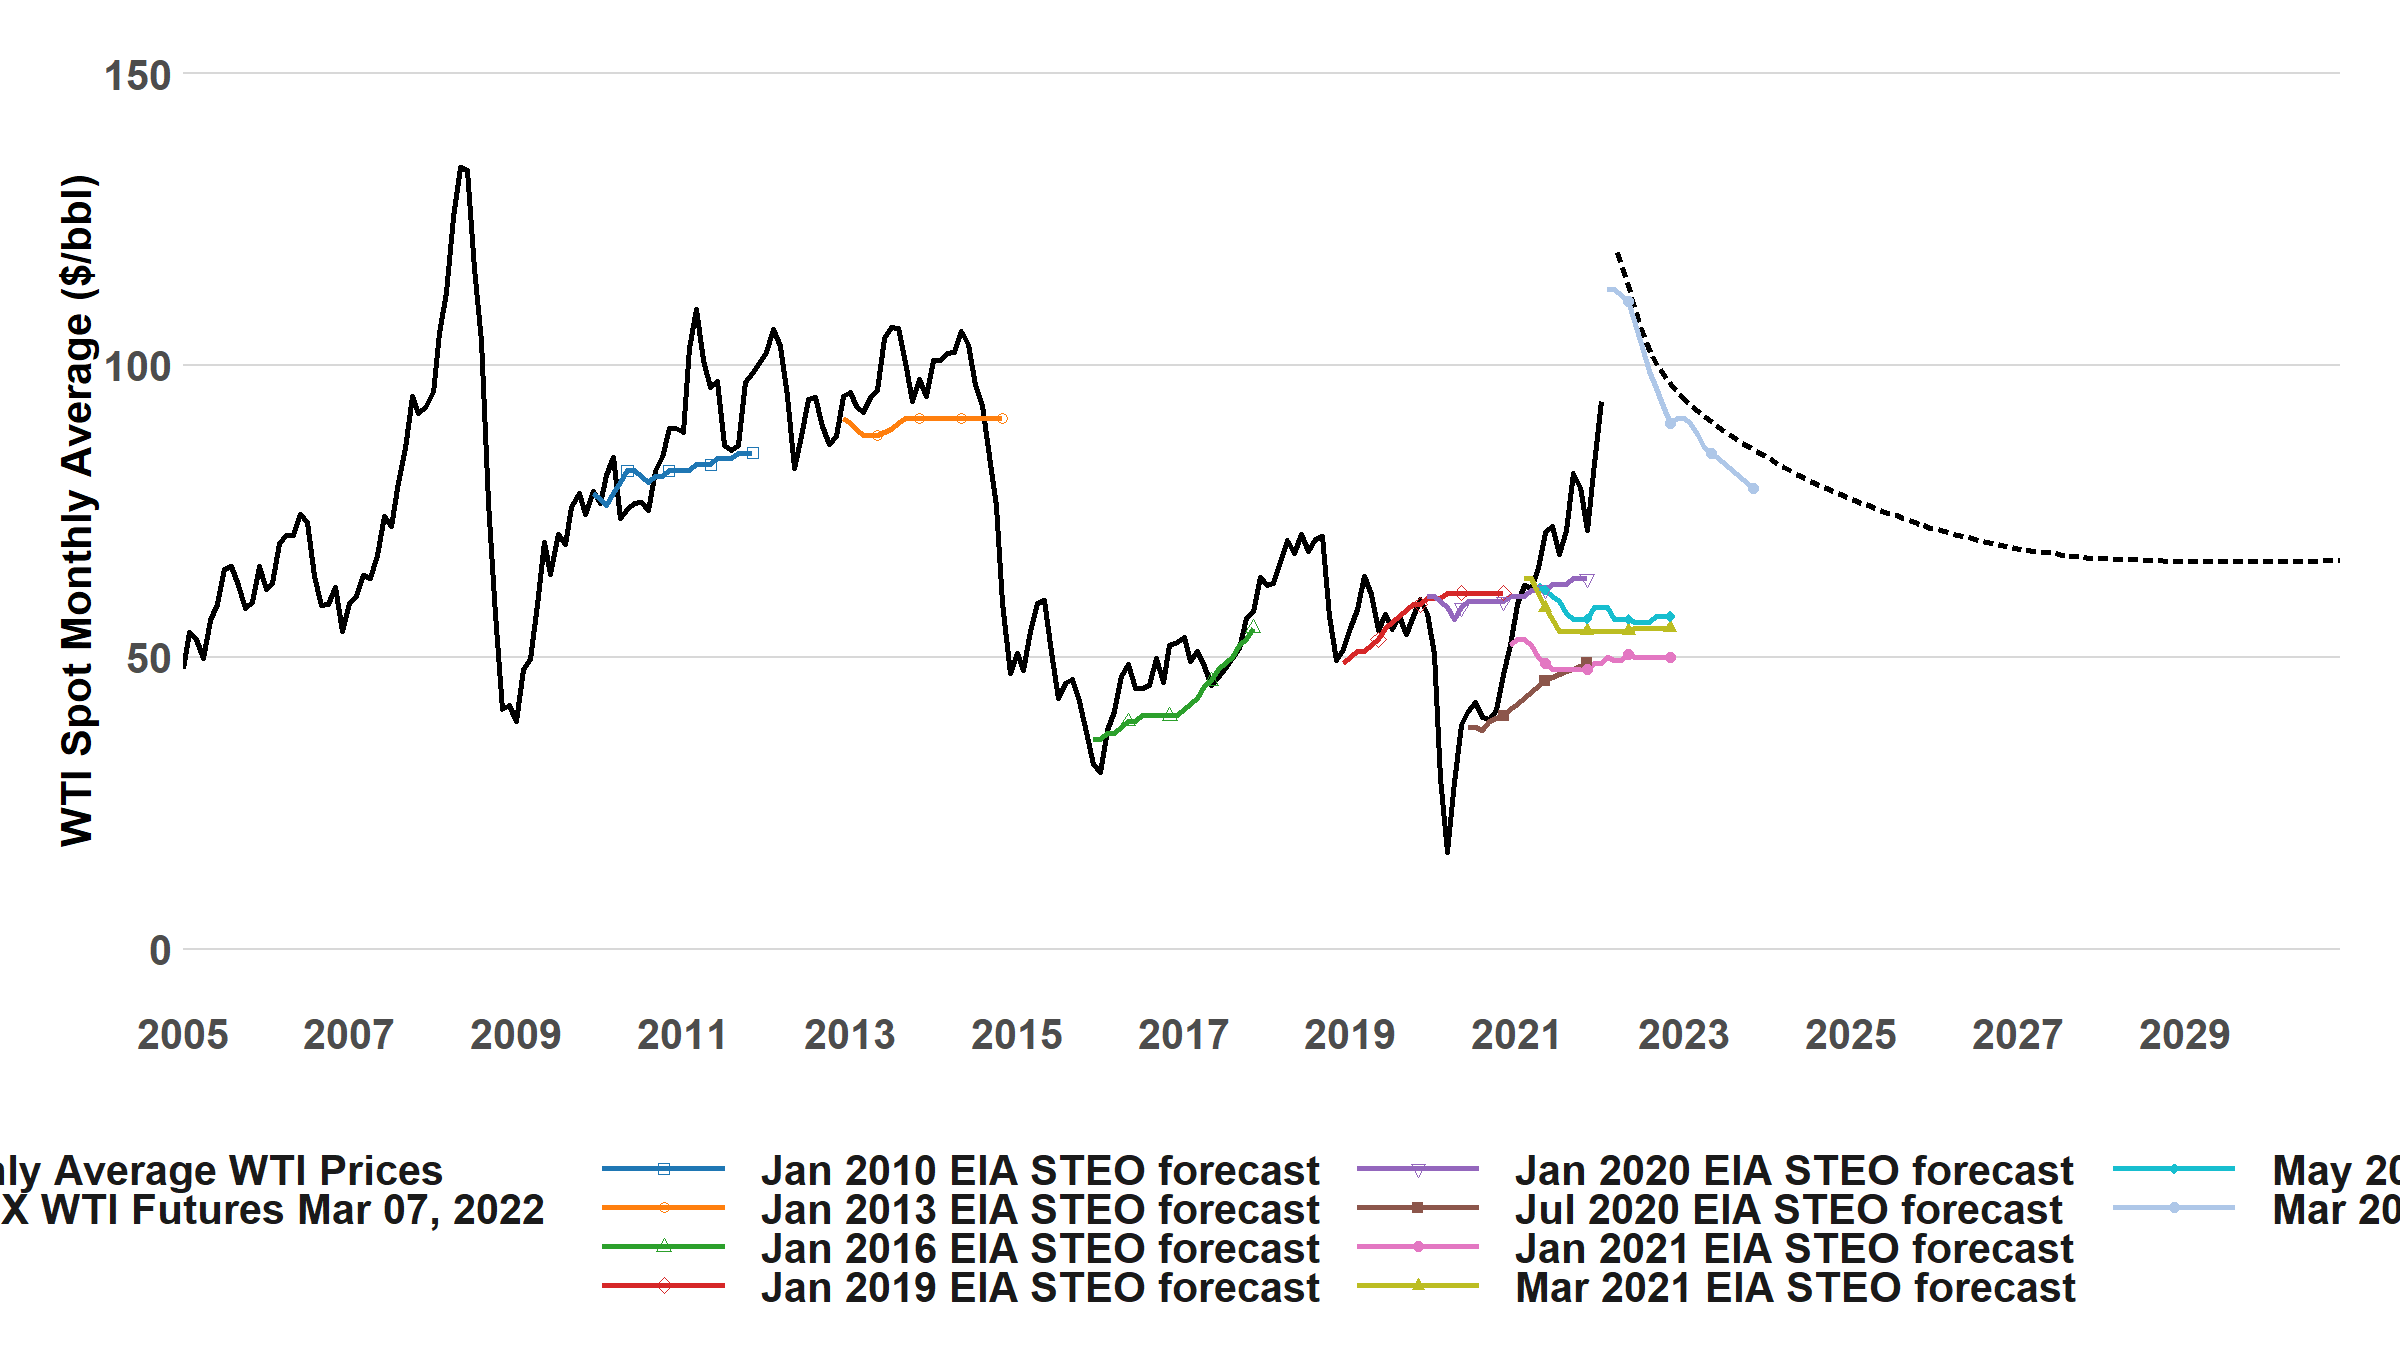 WTI Spot Monthly Average ($/bbl)
150
100
50
0
2005 2007 2009 2011 2013 2015 2017 2019 2021 2023 2025 2027 2029
Average WTI Prices
X WTI Futures Mar 07, 2022
Jan 2010 EIA STEO forecast
Jan 2013 EIA STEO forecast
Jan 2016 EIA STEO forecast
Jan 2019 EIA STEO forecast
Jan 2020 EIA STEO forecast
Jul 2020 EIA STEO forecast
Jan 2021 EIA STEO forecast
Mar 2021 EIA STEO forecast
May 20
Mar 20